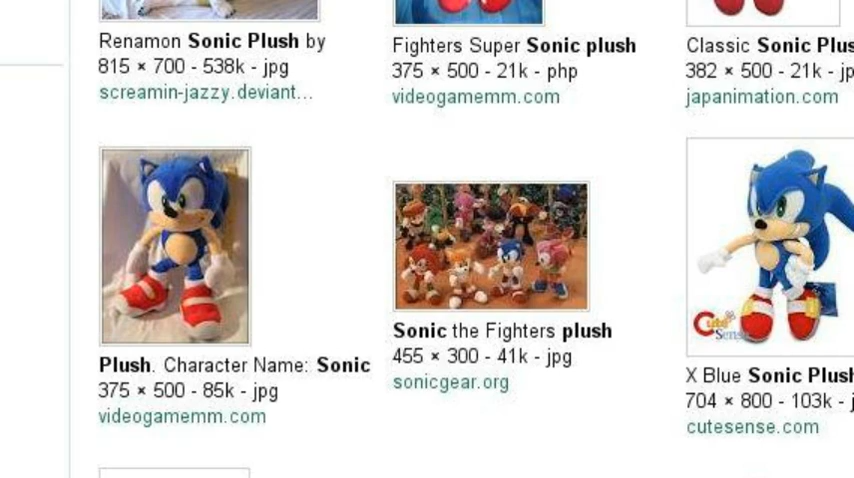 Renamon Sonic Plush by
815 × 700 - 538k - jpg
screamin-jazzy.deviant...
Fighters Super Sonic plush
375 × 500 - 21k - php
videogamemm.com
Classic Sonic Plus
382 × 500 - 21k - jp
japanimation.com
Plush. Character Name: Sonic
375 × 500 - 85k - jpg
videogamemm.com
Sonic the Fighters plush
455 × 300 - 41k - jpg
sonicgear.org
Cute
Sense
X Blue Sonic Plush
704 × 800 - 103k - j
cutesense.com